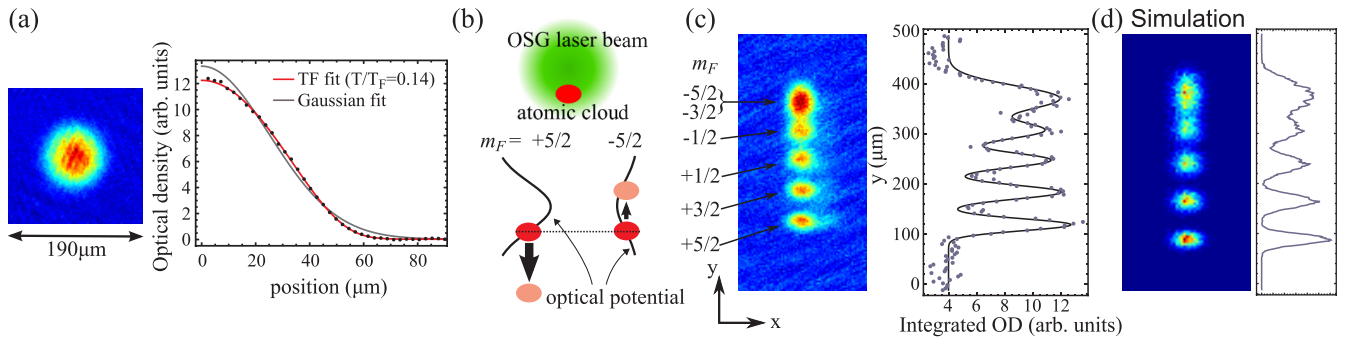 (a)
190μm
Optical density (arb. units)
12
10
8
6
4
2
0
TF fit (T/T_F=0.14)
Gaussian fit
0
20
40
60
80
position (μm)
(b)
OSG laser beam
atomic cloud
m_F = +5/2
-5/2
optical potential
(c)
m_F
-5/2
-3/2
-1/2
+1/2
+3/2
+5/2
y
x
y (μm)
500
400
300
200
100
0
4
6
8
10
12
Integrated OD (arb. units)
(d) Simulation